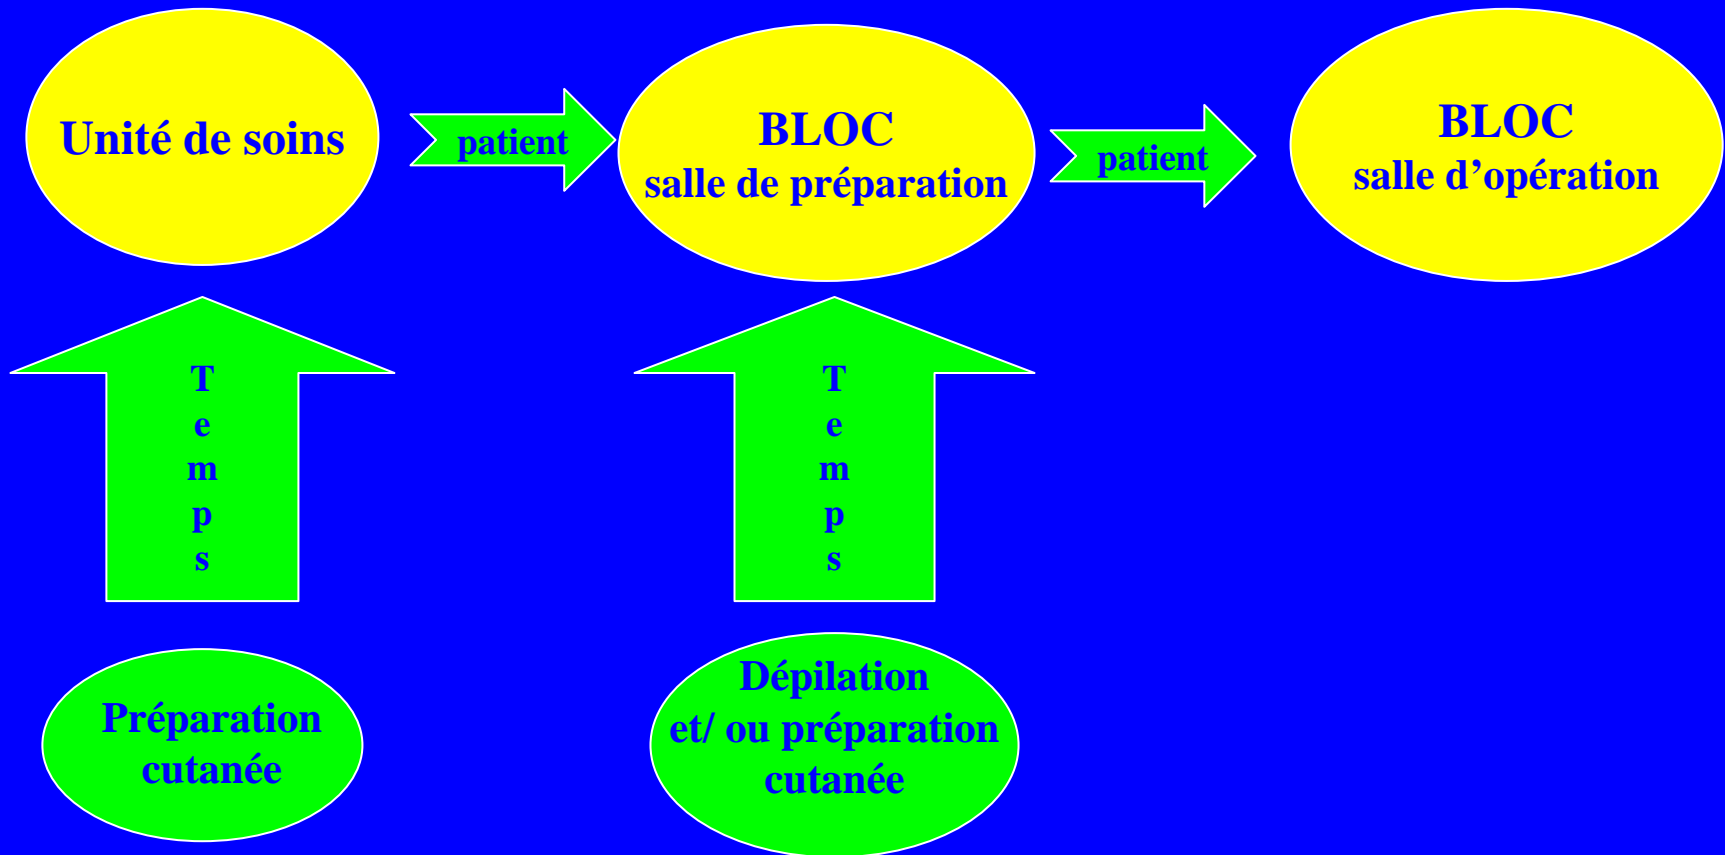 Unité de soins
patient
BLOC
salle de préparation
patient
BLOC
salle d’opération
T
e
m
p
s
T
e
m
p
s
Préparation
cutanée
Dépilation
et/ ou préparation
cutanée